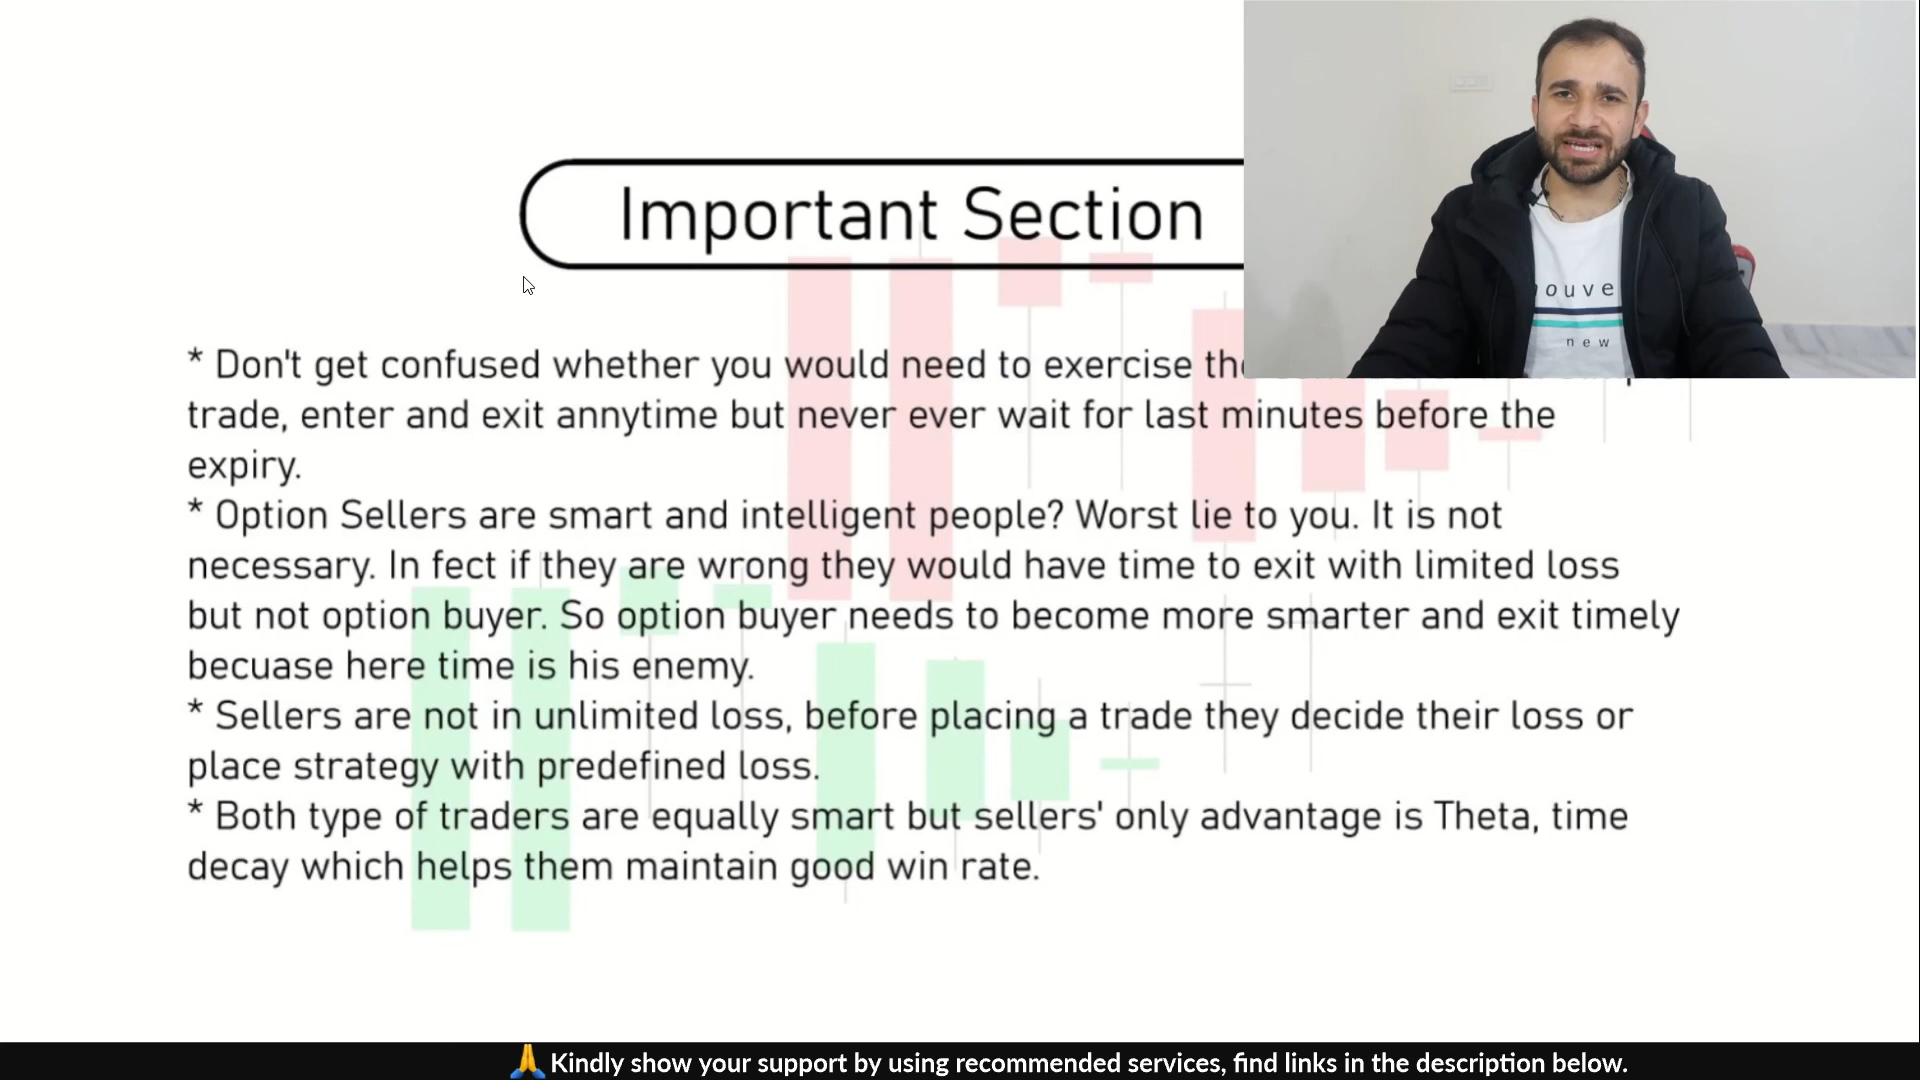 Important Section
* Don't get confused whether you would need to exercise
trade, enter and exit annytime but never ever wait for last minutes before the
expiry.
* Option Sellers are smart and intelligent people? Worst lie to you. It is not
necessary. In fect if they are wrong they would have time to exit with limited loss
but not option buyer. So option buyer needs to become more smarter and exit timely
becuase here time is his enemy.
* Sellers are not in unlimited loss, before placing a trade they decide their loss or
place strategy with predefined loss.
* Both type of traders are equally smart but sellers' only advantage is Theta, time
decay which helps them maintain good win rate.
ouve
new
🙏 Kindly show your support by using recommended services, find links in the description below.